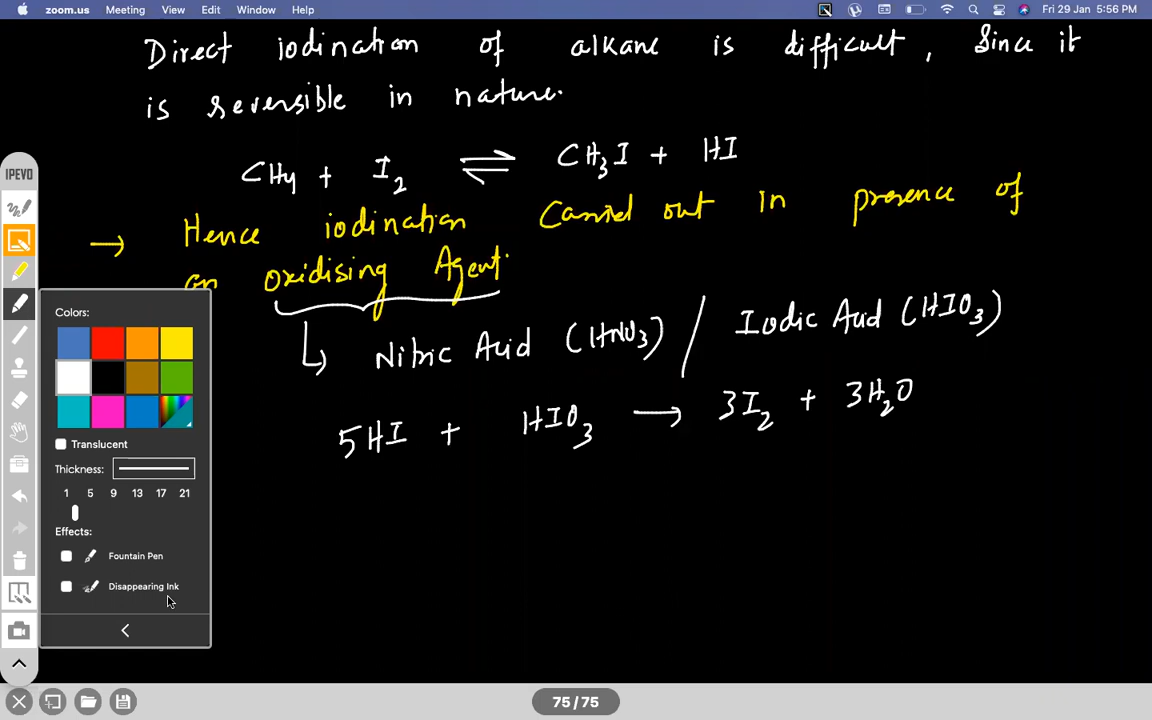 zoom.us Meeting View Edit Window Help Fri 29 Jan 5:56 PM
Direct iodination of alkane is difficult, Since it
is reversible in nature.
CH4 + I2 ⇌ CH3I + HI
→ Hence iodination Carried out in presence of
an oxidising Agent.
↳ Nitric Acid (HNO3) / Iodic Acid (HIO3)
5HI + HIO3 → 3I2 + 3H2O
IPEVO
Colors:
Translucent
Thickness:
1 5 9 13 17 21
Effects:
Fountain Pen
Disappearing Ink
75/75